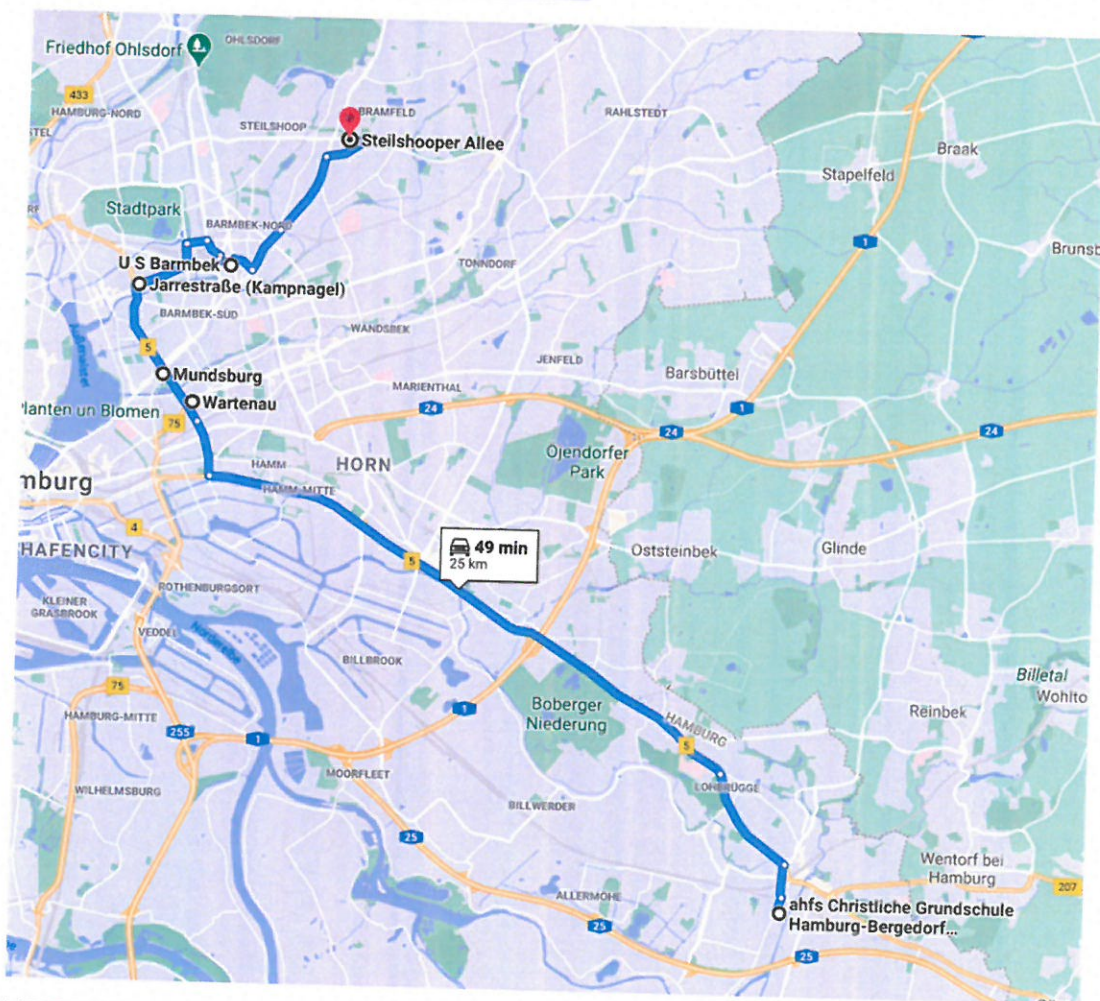 OHLSDORF
Friedhof Ohlsdorf
433
HAMBURG-NORD
BRAMFELD
RAHLSTEDT
STEILSHOOP
Steilshooper Allee
Braak
Stapelfeld
Stadtpark
BARMBEK-NORD
1
Brunsb
U S Barmbek
TONNDORF
Jarrestraße (Kampnagel)
BARMBEK-SÜD
WANDSBEK
5
JENFELD
Barsbüttel
Mundsburg
MARIENTHAL
Wartenau
24
1
Planten un Blomen
75
24
24
HAMM
HORN
Öjendorfer
Park
mburg
HAMM-MITTE
4
49 min
25 km
5
Oststeinbek
Glinde
HAFENCITY
ROTHENBURGSORT
KLEINER
GRASBROOK
VEDDEL
Norderelbe
BILLBROOK
75
Billetal
Wohlto
HAMBURG-MITTE
1
Boberger
Niederung
HAMBURG
Reinbek
255
1
5
MOORFLEET
LOHBRÜGGE
WILHELMSBURG
BILLWERDER
25
Wentorf bei
Hamburg
207
ALLERMÖHE
ahfs Christliche Grundschule
Hamburg-Bergedorf...
25
25